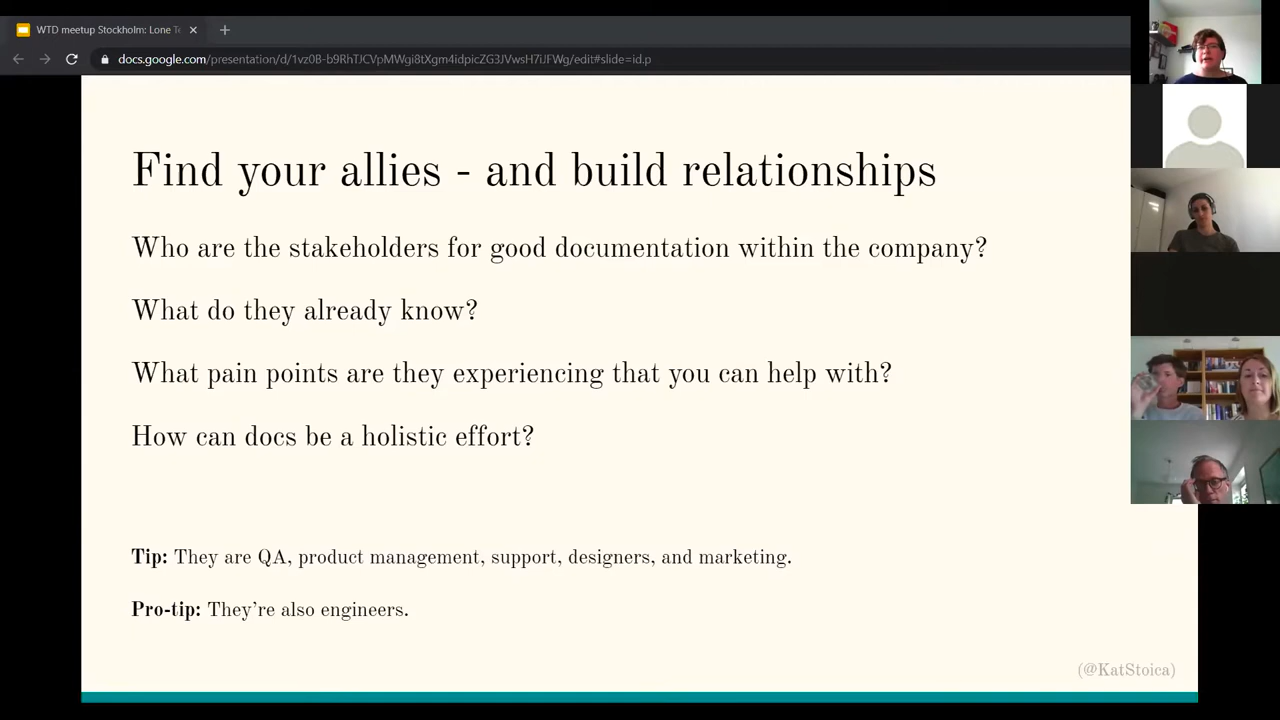 WTD meetup Stockholm: Lone Te
docs.google.com/presentation/d/1vz0B-b9RhTJCVpMWgi8tXgm4idpicZG3JVwsH7iJFWg/edit#slide=id.p
Find your allies - and build relationships
Who are the stakeholders for good documentation within the company?
What do they already know?
What pain points are they experiencing that you can help with?
How can docs be a holistic effort?
Tip: They are QA, product management, support, designers, and marketing.
Pro-tip: They’re also engineers.
(@KatStoica)